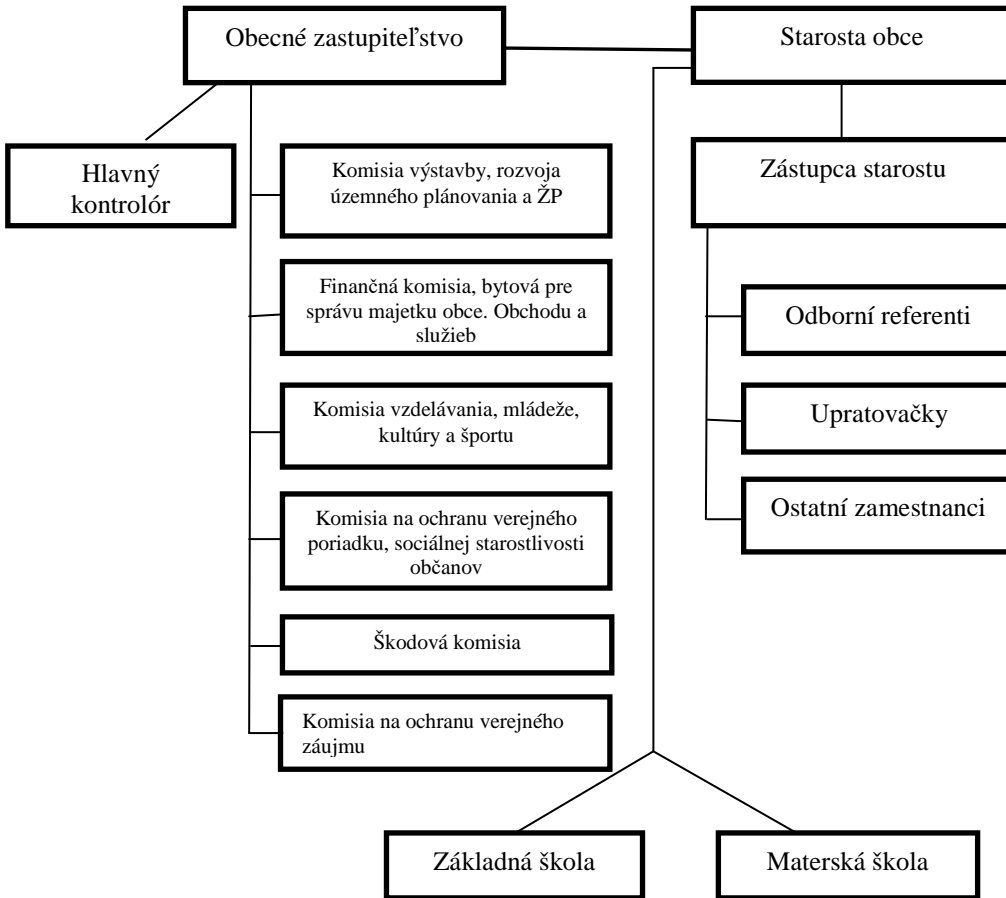 Obecné zastupiteľstvo
Starosta obce
Hlavný
kontrolór
Komisia výstavby, rozvoja
územného plánovania a ŽP
Zástupca starostu
Finančná komisia, bytová pre
správu majetku obce. Obchodu a
služieb
Odborní referenti
Komisia vzdelávania, mládeže,
kultúry a športu
Upratovačky
Komisia na ochranu verejného
poriadku, sociálnej starostlivosti
občanov
Ostatní zamestnanci
Škodová komisia
Komisia na ochranu verejného
záujmu
Základná škola
Materská škola